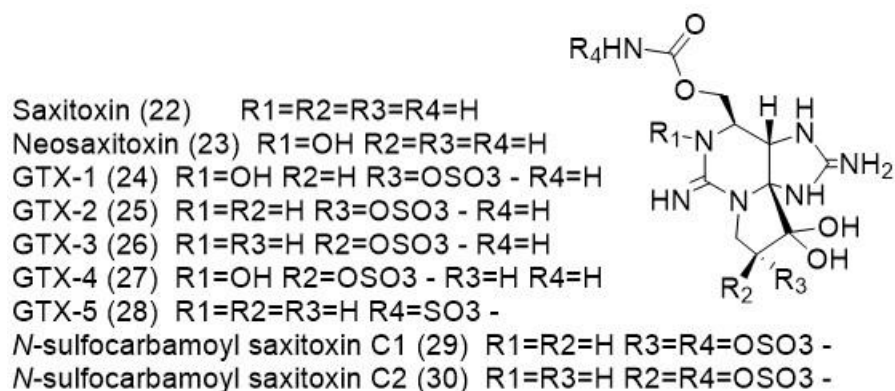 Saxitoxin (22) R1=R2=R3=R4=H
Neosaxitoxin (23) R1=OH R2=R3=R4=H
GTX-1 (24) R1=OH R2=H R3=OSO3 - R4=H
GTX-2 (25) R1=R2=H R3=OSO3 - R4=H
GTX-3 (26) R1=R3=H R2=OSO3 - R4=H
GTX-4 (27) R1=OH R2=OSO3 - R3=H R4=H
GTX-5 (28) R1=R2=R3=H R4=SO3 -
N-sulfocarbamoyl saxitoxin C1 (29) R1=R2=H R3=R4=OSO3 -
N-sulfocarbamoyl saxitoxin C2 (30) R1=R3=H R2=R4=OSO3 -
O
R4HN
O
H
H
N
R1
N
NH2
HN
N
HN
NH
OH
OH
R2
R3